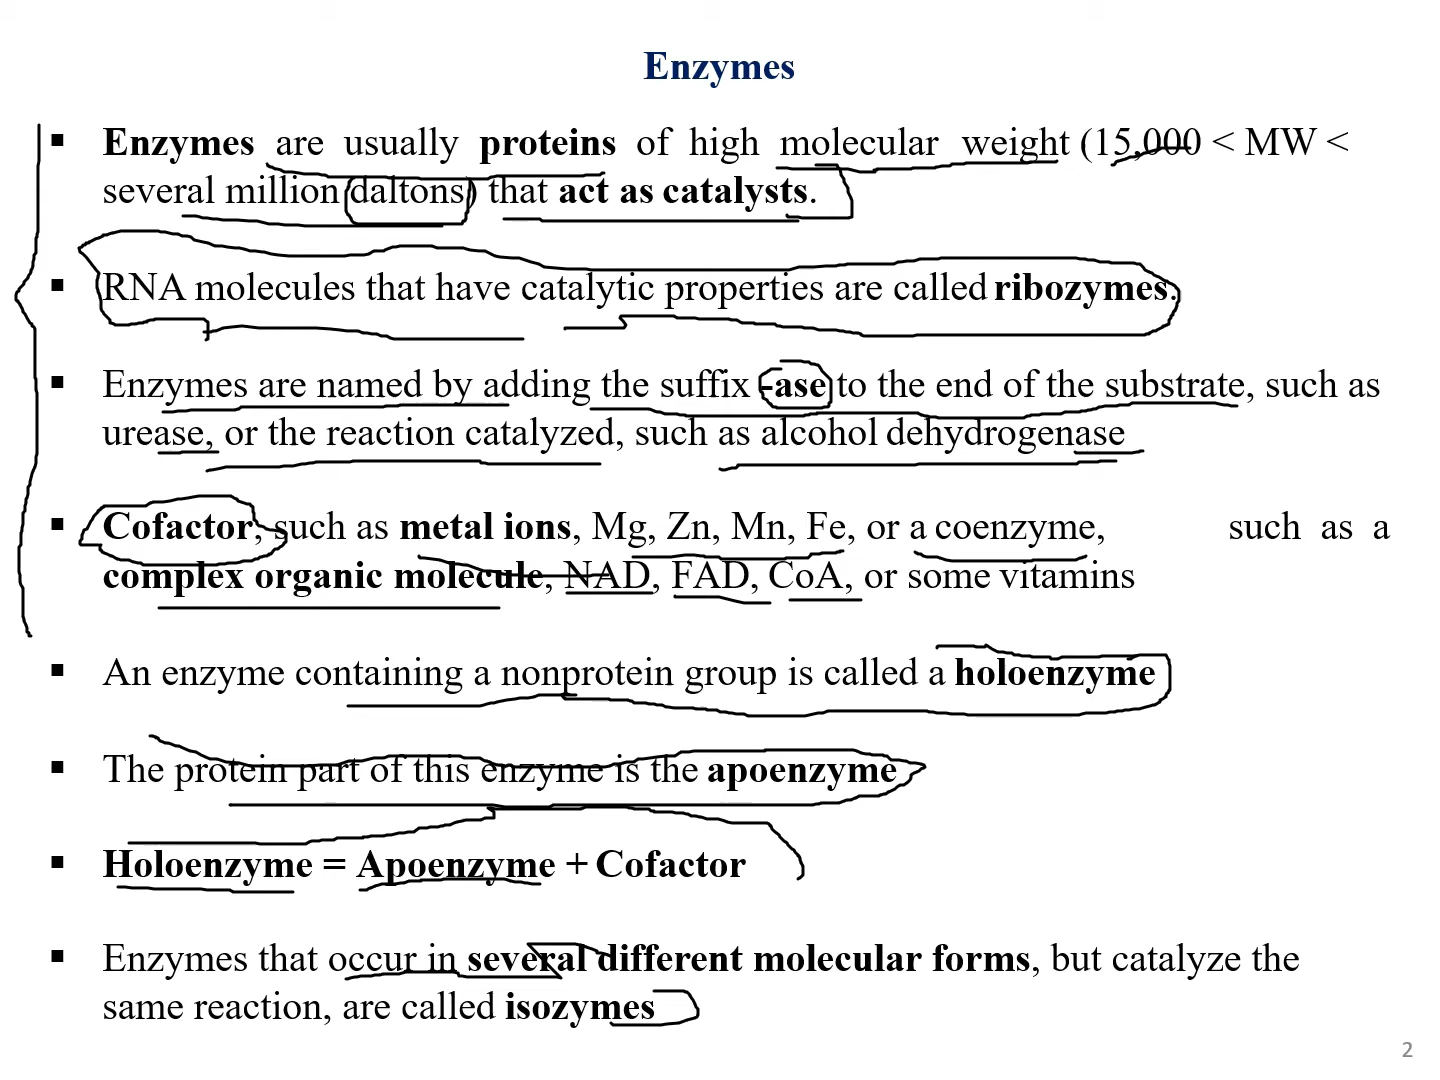 Enzymes
▪ Enzymes are usually proteins of high molecular weight (15,000 < MW <
several million daltons) that act as catalysts.
▪ RNA molecules that have catalytic properties are called ribozymes.
▪ Enzymes are named by adding the suffix -ase to the end of the substrate, such as
urease, or the reaction catalyzed, such as alcohol dehydrogenase
▪ Cofactor, such as metal ions, Mg, Zn, Mn, Fe, or a coenzyme, such as a
complex organic molecule, NAD, FAD, CoA, or some vitamins
▪ An enzyme containing a nonprotein group is called a holoenzyme
▪ The protein part of this enzyme is the apoenzyme
▪ Holoenzyme = Apoenzyme + Cofactor
▪ Enzymes that occur in several different molecular forms, but catalyze the
same reaction, are called isozymes
2